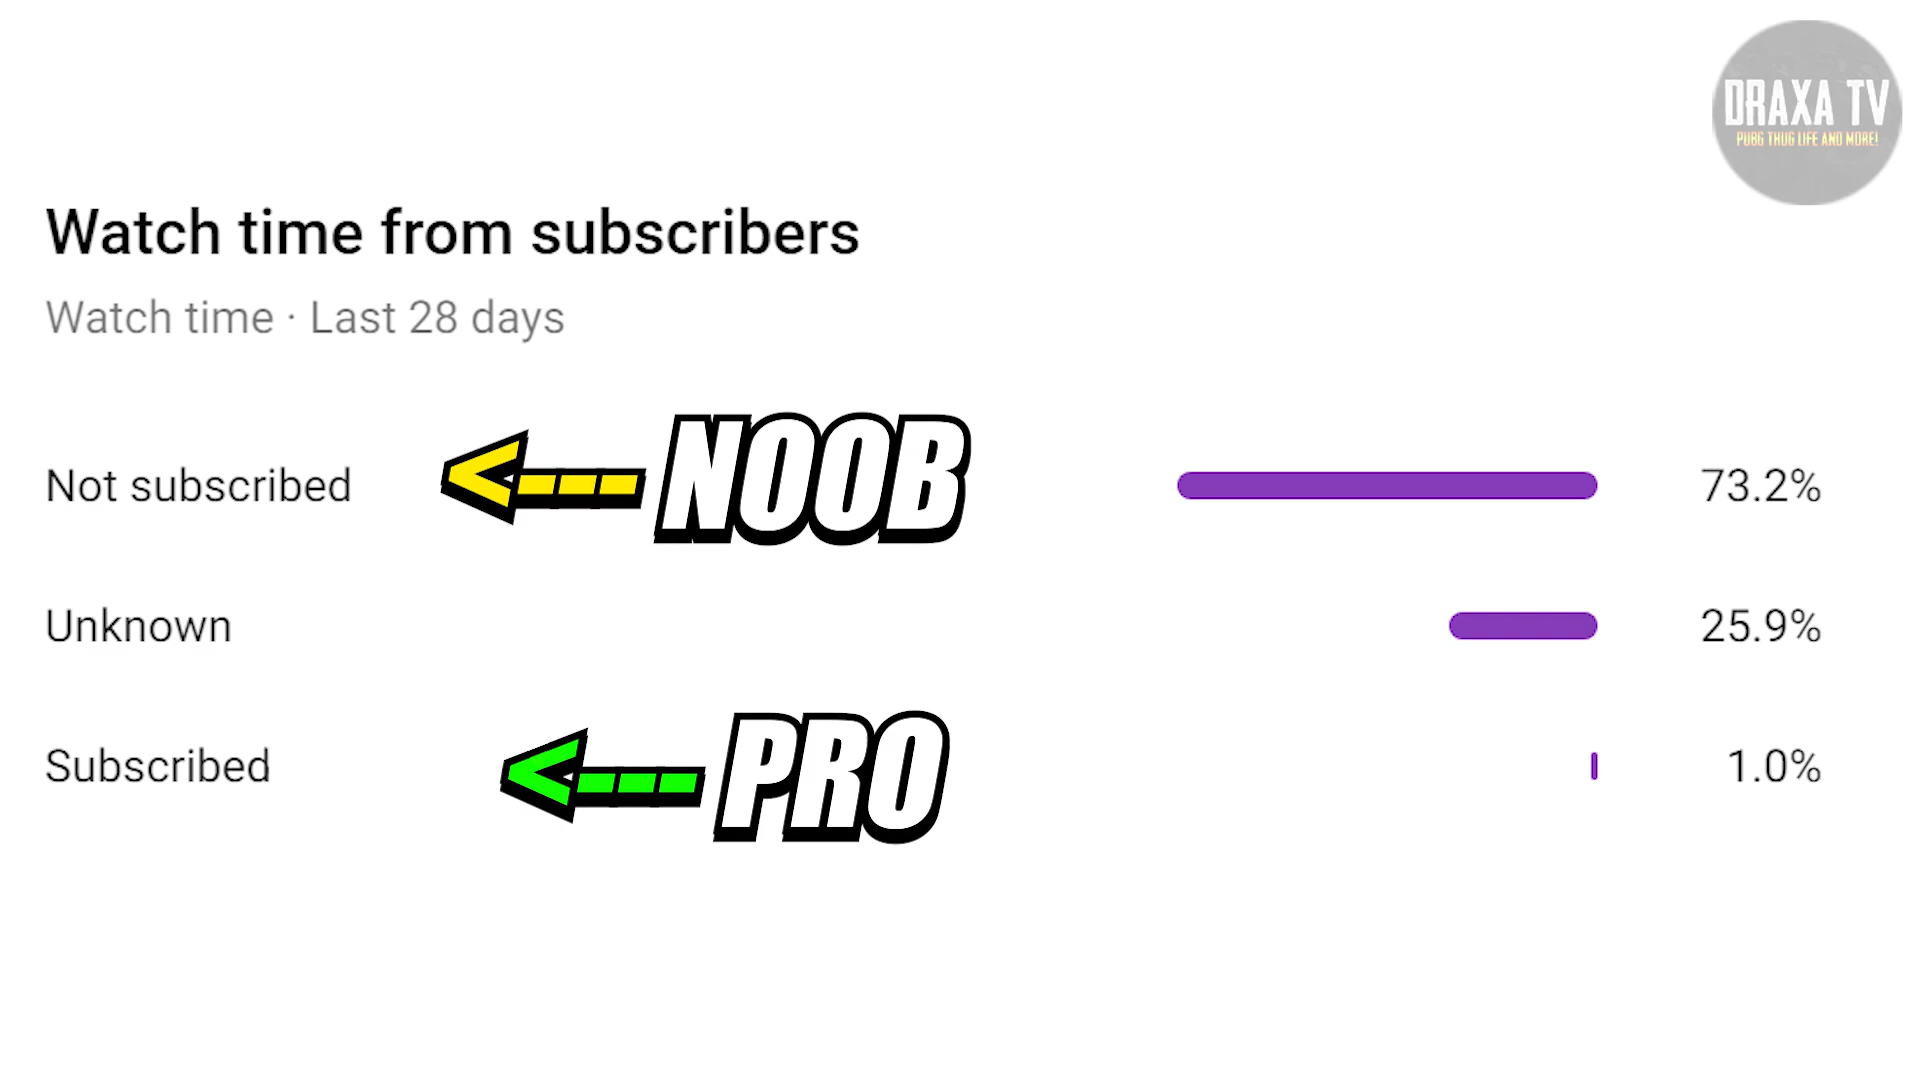 DRAXA TV
PUBG THUG LIFE AND MORE!
Watch time from subscribers
Watch time · Last 28 days
Not subscribed NOOB 73.2%
Unknown 25.9%
Subscribed PRO 1.0%